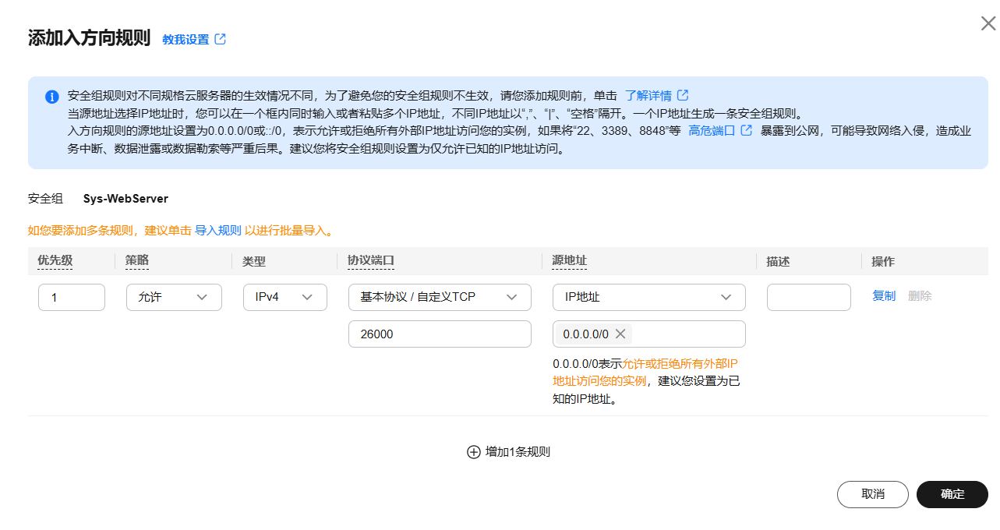 添加入方向规则 教我设置
安全组规则对不同规格云服务器的生效情况不同，为了避免您的安全组规则不生效，请您添加规则前，单击 了解详情
当源地址选择IP地址时，您可以在一个框内同时输入或者粘贴多个IP地址，不同IP地址以“,”、“|”、“空格”隔开。一个IP地址生成一条安全组规则。
入方向规则的源地址设置为0.0.0.0/0或::/0，表示允许或拒绝所有外部IP地址访问您的实例，如果将“22、3389、8848”等 高危端口 暴露到公网，可能导致网络入侵，造成业
务中断、数据泄露或数据勒索等严重后果。建议您将安全组规则设置为仅允许已知的IP地址访问。
安全组 Sys-WebServer
如您要添加多条规则，建议单击 导入规则 以进行批量导入。
优先级 策略 类型 协议端口 源地址 描述 操作
1 允许 IPv4 基本协议 / 自定义TCP IP地址 复制 删除
26000 0.0.0.0/0
0.0.0.0/0表示允许或拒绝所有外部IP
地址访问您的实例，建议您设置为已
知的IP地址。
增加1条规则
取消 确定